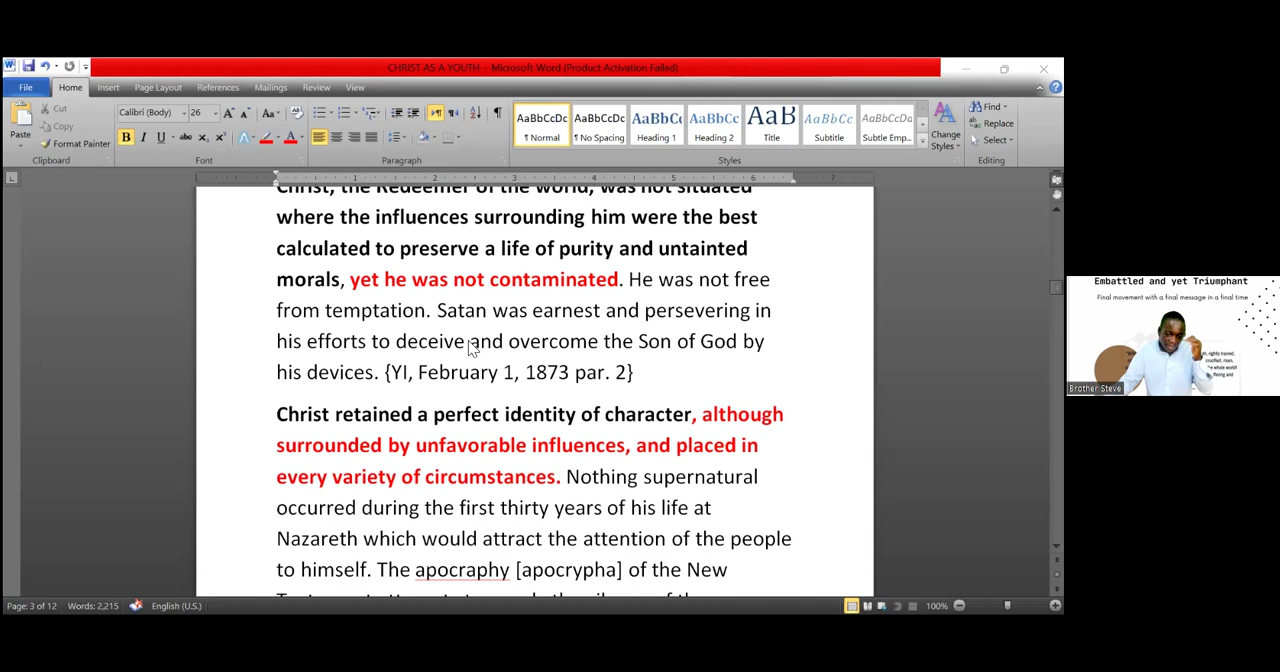 CHRIST AS A YOUTH - Microsoft Word (Product Activation Failed)
File Home Insert Page Layout References Mailings Review View
Cut
Copy
Format Painter
Paste
Calibri (Body) 26
AaBbCcDc AaBbCcDc AaBbCc AaBbCc AaB AaBbCc AaBbCcDc
¶ Normal ¶ No Spacing Heading 1 Heading 2 Title Subtitle Subtle Emp...
Change Styles
Find
Replace
Select
Clipboard Font Paragraph Styles Editing
1 2 3 4 5 6 7
Christ, the Redeemer of the world, was not situated
where the influences surrounding him were the best
calculated to preserve a life of purity and untainted
morals, yet he was not contaminated. He was not free
from temptation. Satan was earnest and persevering in
his efforts to deceive and overcome the Son of God by
his devices. {YI, February 1, 1873 par. 2}
Christ retained a perfect identity of character, although
surrounded by unfavorable influences, and placed in
every variety of circumstances. Nothing supernatural
occurred during the first thirty years of his life at
Nazareth which would attract the attention of the people
to himself. The apocraphy [apocrypha] of the New
Page: 3 of 12 Words: 2,215 English (U.S.) 100%
Embattled and yet Triumphant
Final movement with a final message in a final time
Brother Steve